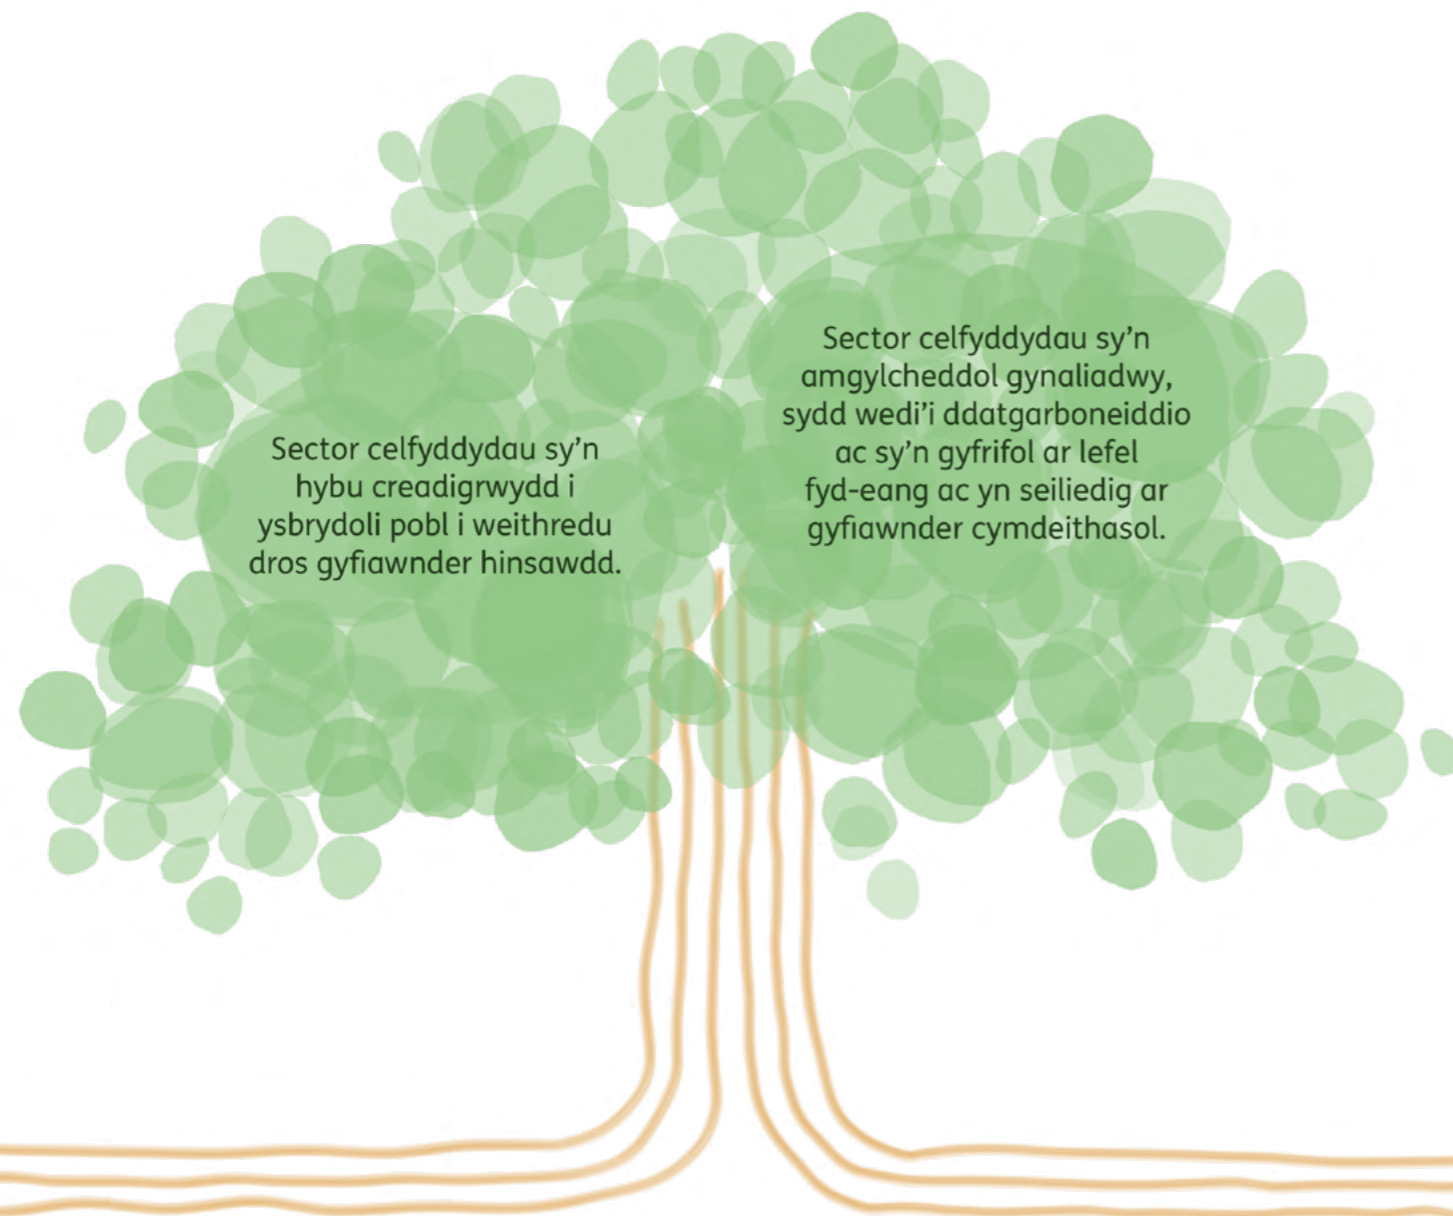 Sector celfyddydau sy’n
hybu creadigrwydd i
ysbrydoli pobl i weithredu
dros gyfiawnder hinsawdd.
Sector celfyddydau sy’n
amgylcheddol gynaliadwy,
sydd wedi’i ddatgarboneiddio
ac sy’n gyfrifol ar lefel
fyd-eang ac yn seiliedig ar
gyfiawnder cymdeithasol.